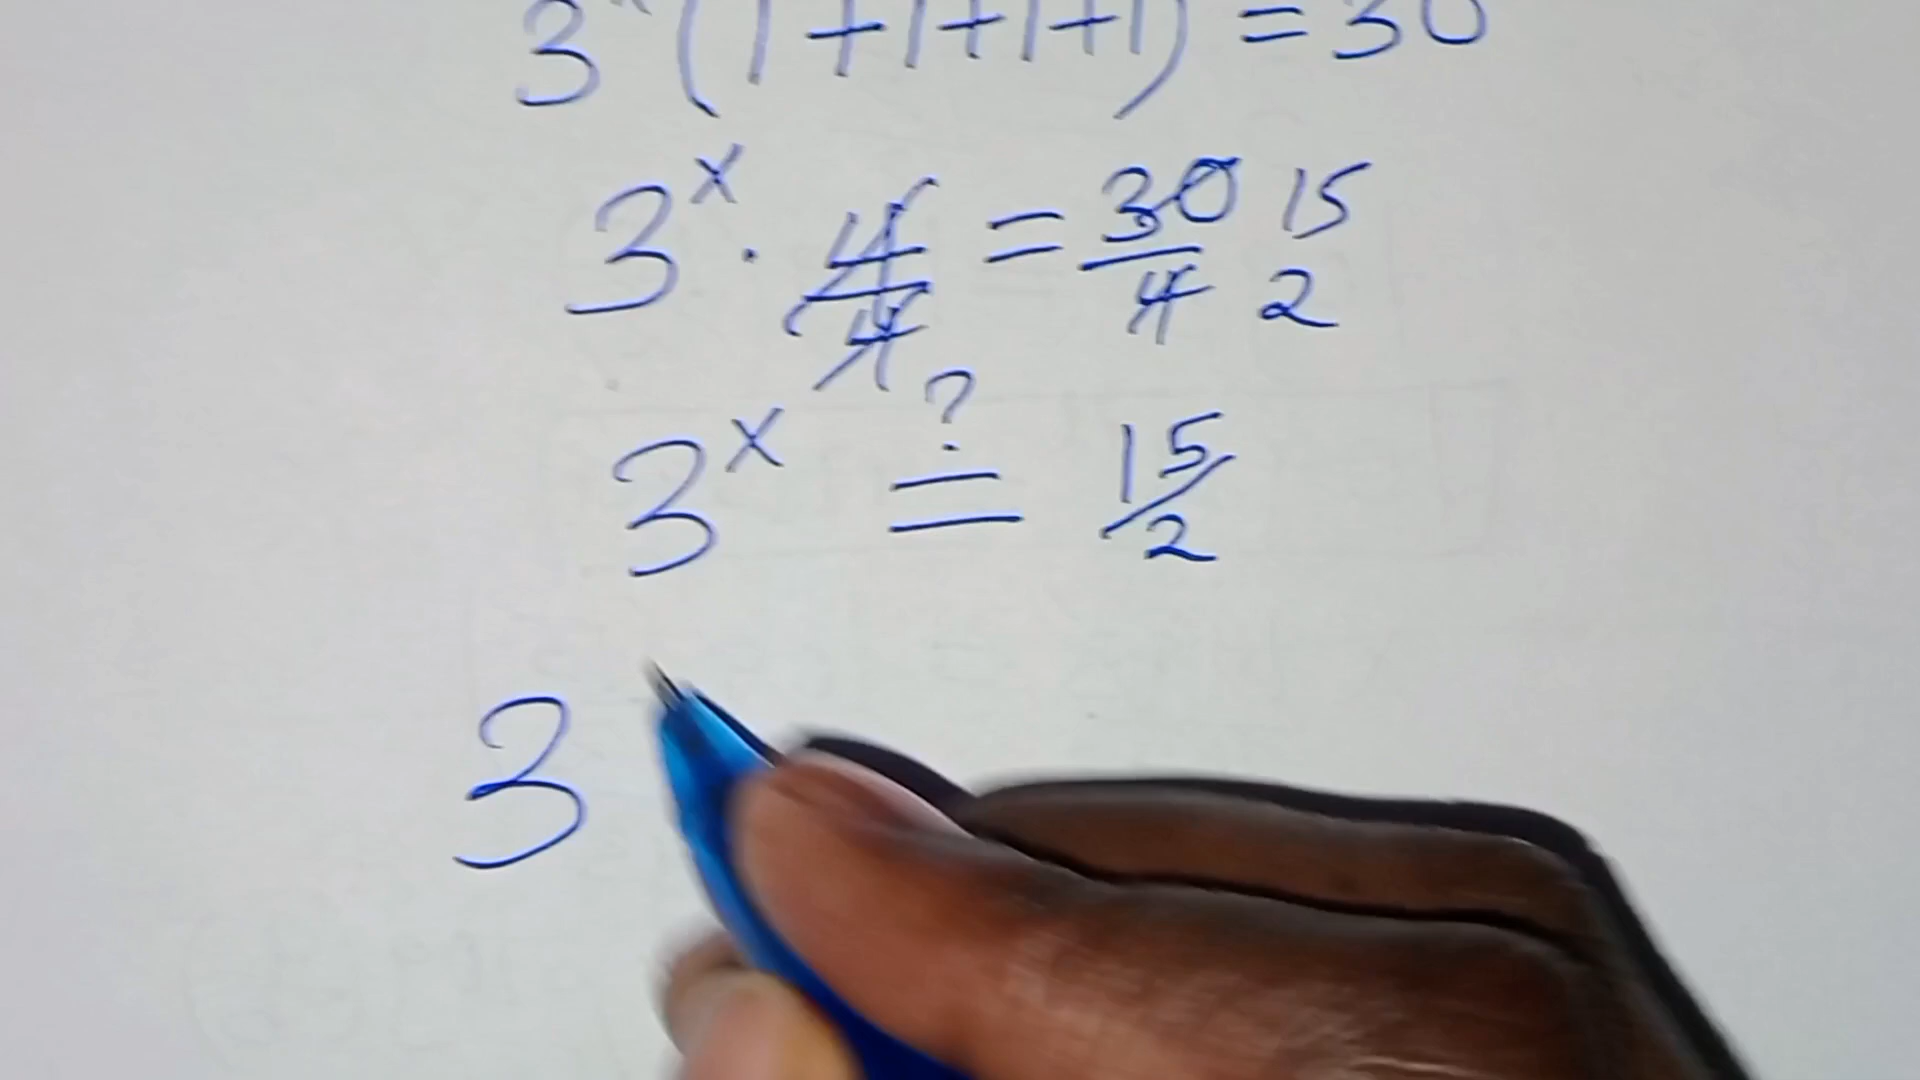 3^x (1+1+1+1) = 30
3^x · 4/4 = 30/4 15/2
3^x ≟ 15/2
3